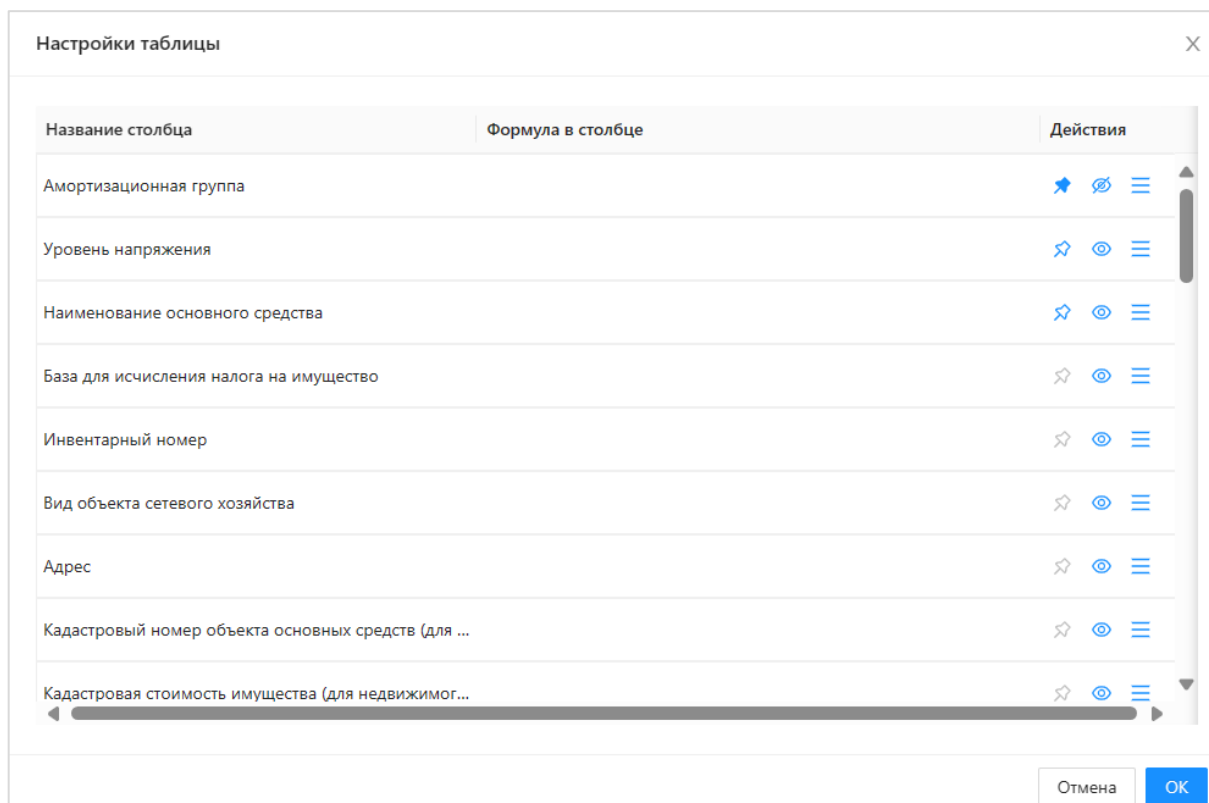 Настройки таблицы
Название столбца Формула в столбце Действия
Амортизационная группа
Уровень напряжения
Наименование основного средства
База для исчисления налога на имущество
Инвентарный номер
Вид объекта сетевого хозяйства
Адрес
Кадастровый номер объекта основных средств (для ...
Кадастровая стоимость имущества (для недвижимог...
Отмена OK